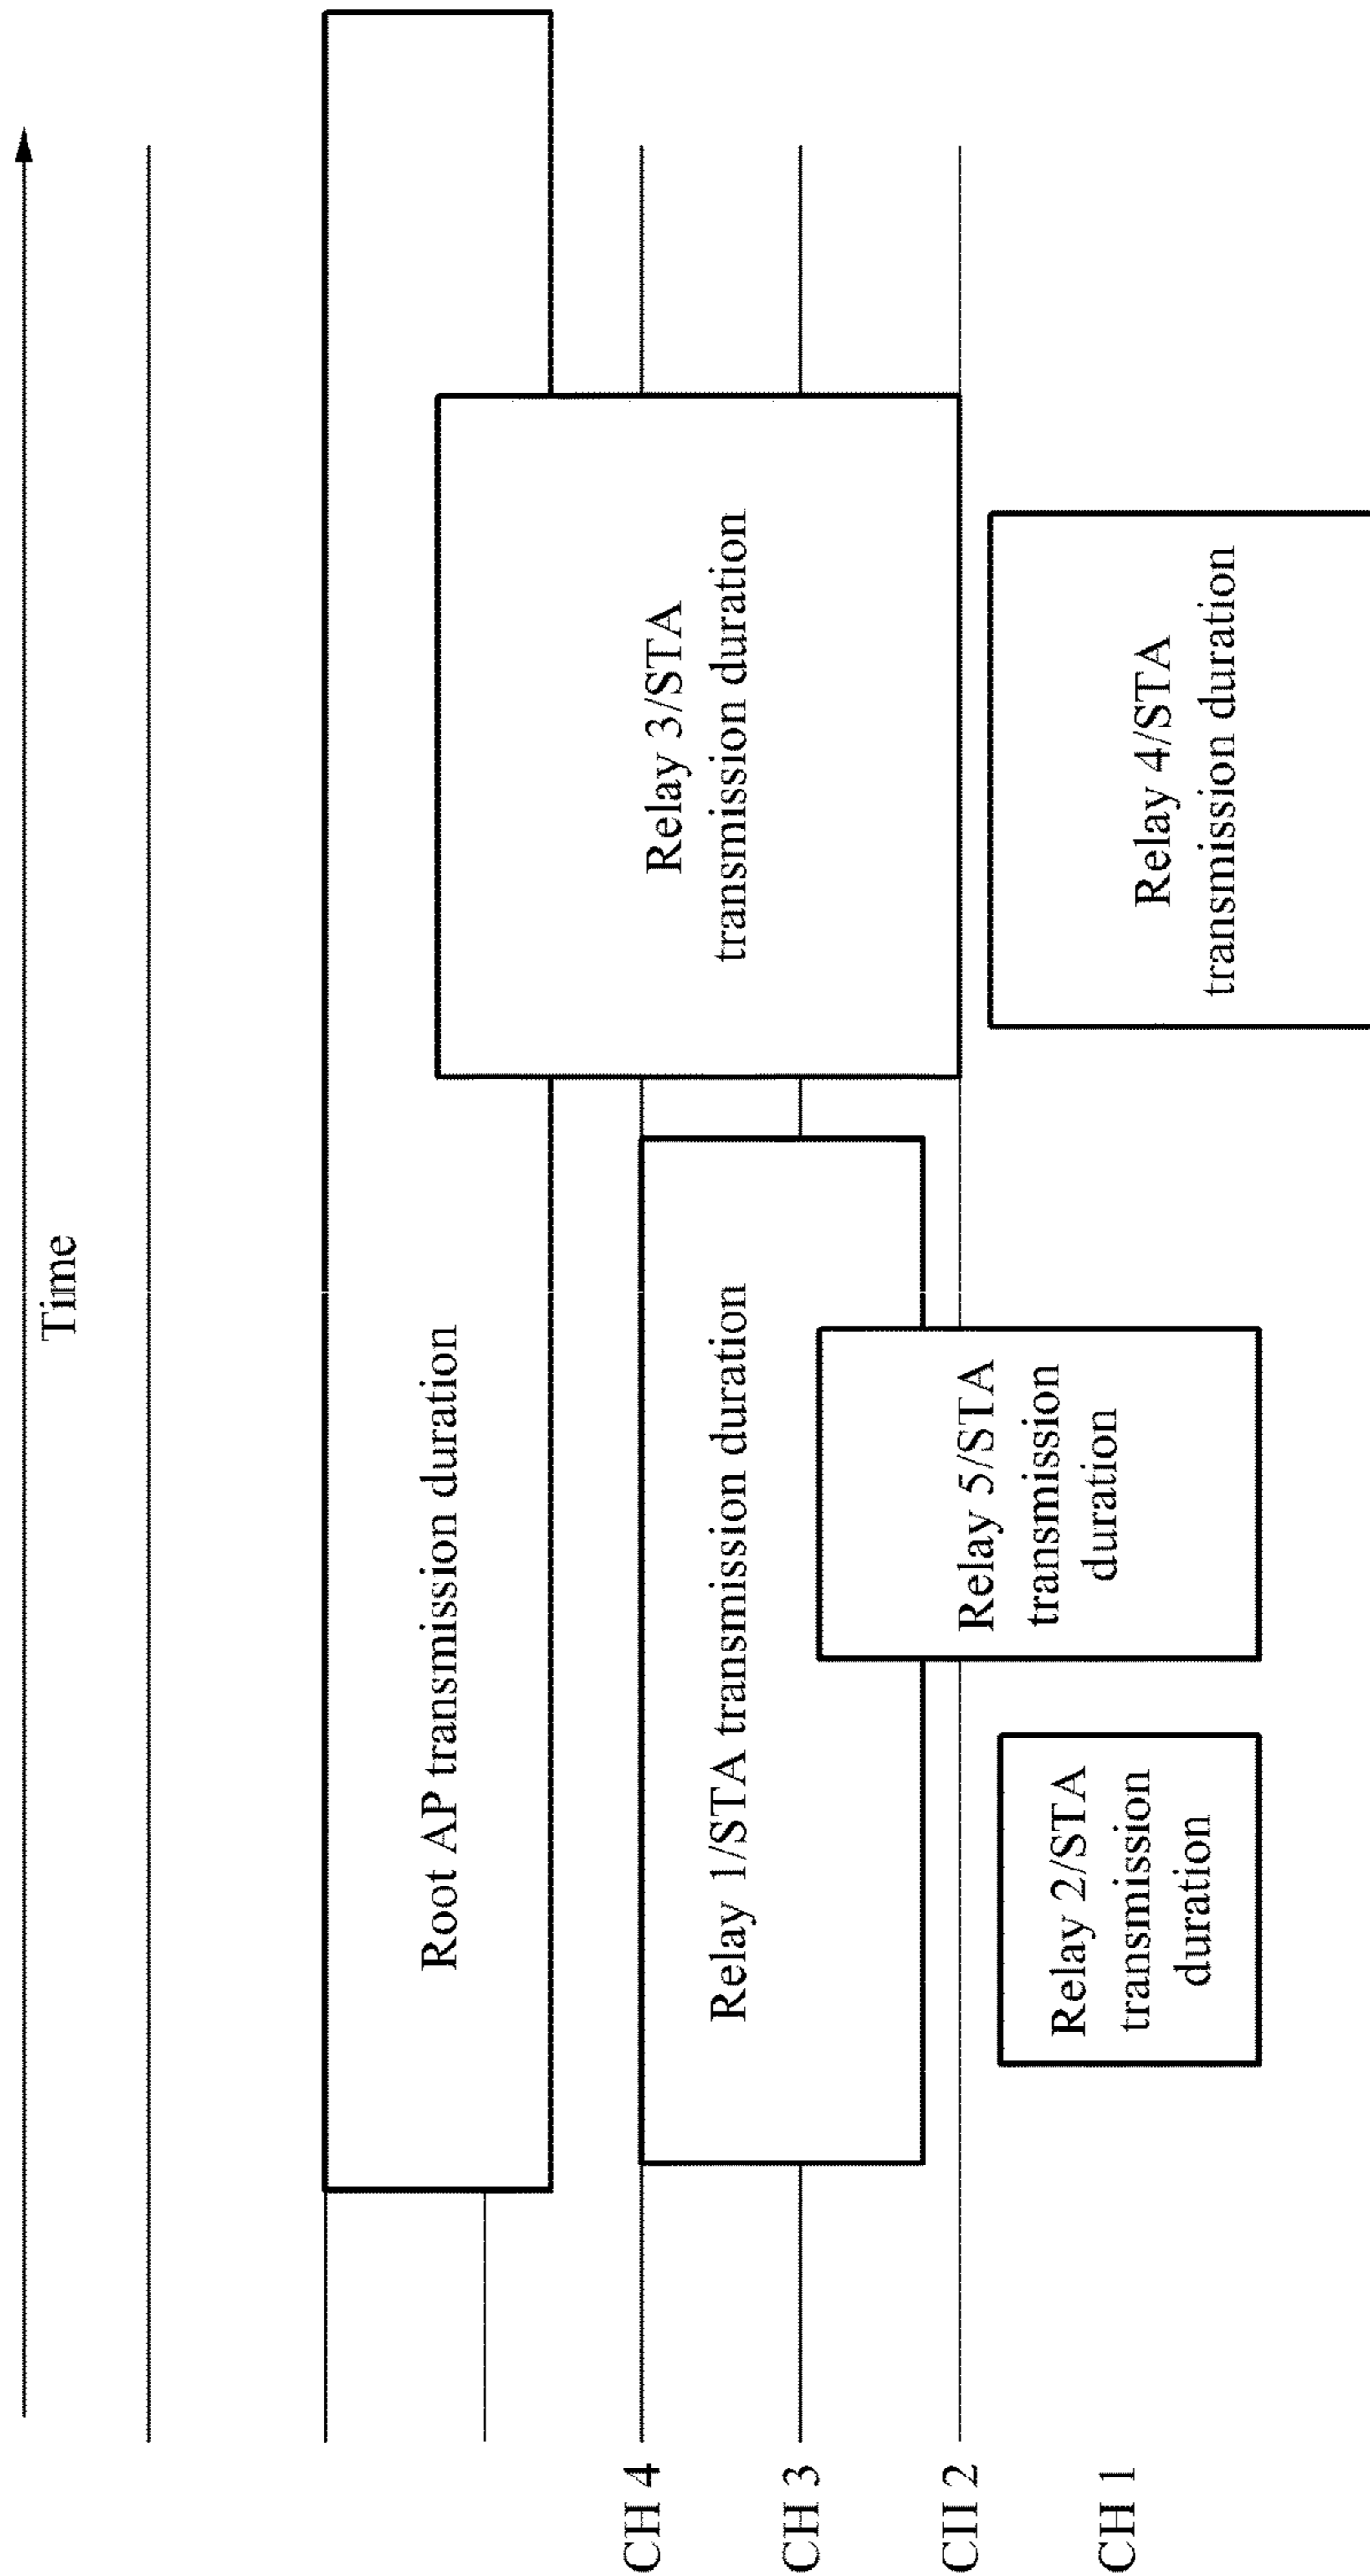 Time
Root AP transmission duration
Relay 3/STA
transmission duration
Relay 1/STA transmission duration
Relay 5/STA
transmission
duration
Relay 4/STA
transmission duration
Relay 2/STA
transmission
duration
CH 4
CH 3
CII 2
CH 1